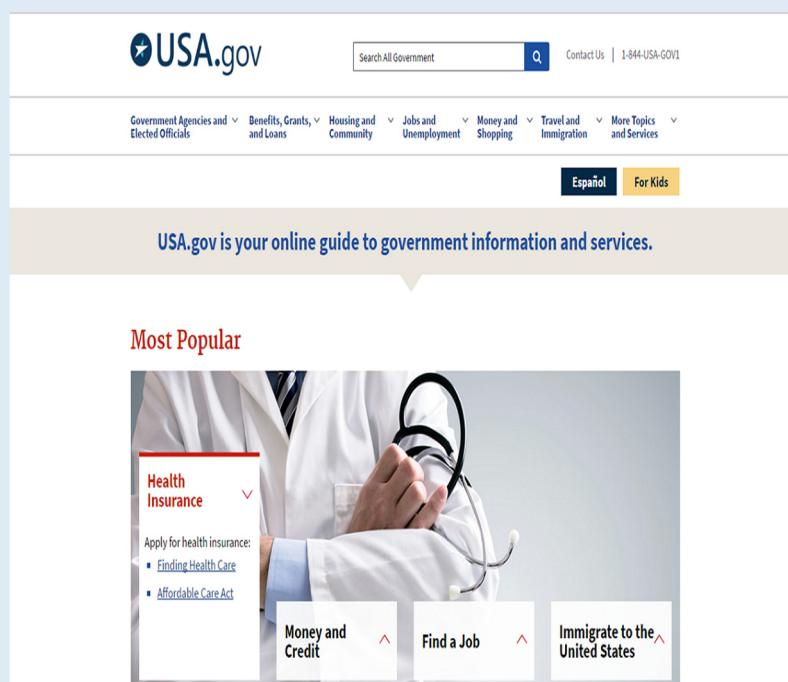 USA.gov
Search All Government
Contact Us | 1-844-USA-GOV1
Government Agencies and
Elected Officials
Benefits, Grants,
and Loans
Housing and
Community
Jobs and
Unemployment
Money and
Shopping
Travel and
Immigration
More Topics
and Services
Español
For Kids
USA.gov is your online guide to government information and services.
Most Popular
Health
Insurance
Apply for health insurance:
Finding Health Care
Affordable Care Act
Money and
Credit
Find a Job
Immigrate to the
United States